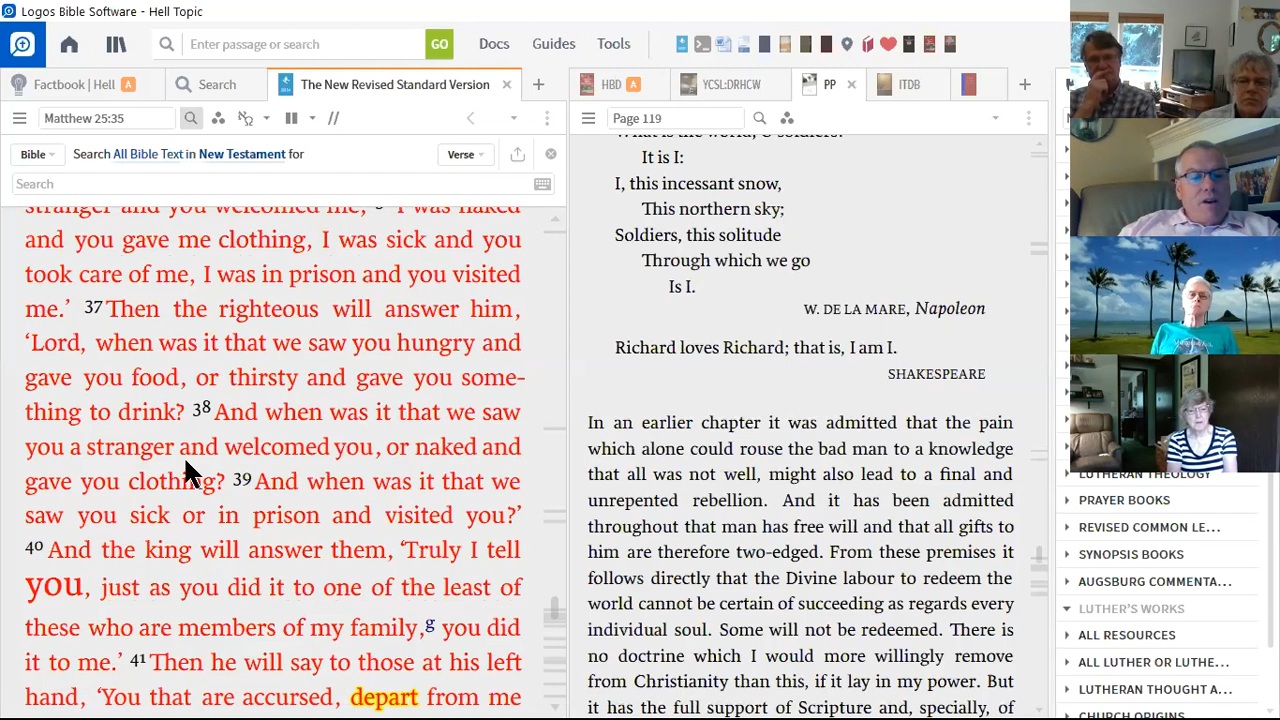 Logos Bible Software - Hell Topic
Enter passage or search
GO
Docs
Guides
Tools
Factbook | Hell A
Search
The New Revised Standard Version
HBD A
YCSL:DRHCW
PP
ITDB
Matthew 25:35
Page 119
Bible
Search All Bible Text in New Testament for
Verse
Search
stranger and you welcomed me, I was naked
and you gave me clothing, I was sick and you
took care of me, I was in prison and you visited
me.’ 37 Then the righteous will answer him,
‘Lord, when was it that we saw you hungry and
gave you food, or thirsty and gave you some-
thing to drink? 38 And when was it that we saw
you a stranger and welcomed you, or naked and
gave you clothing? 39 And when was it that we
saw you sick or in prison and visited you?’
40 And the king will answer them, ‘Truly I tell
you, just as you did it to one of the least of
these who are members of my family,g you did
it to me.’ 41 Then he will say to those at his left
hand, ‘You that are accursed, depart from me
What is the world, O soldiers?
It is I:
I, this incessant snow,
This northern sky;
Soldiers, this solitude
Through which we go
Is I.
W. DE LA MARE, Napoleon
Richard loves Richard; that is, I am I.
SHAKESPEARE
In an earlier chapter it was admitted that the pain
which alone could rouse the bad man to a knowledge
that all was not well, might also lead to a final and
unrepented rebellion. And it has been admitted
throughout that man has free will and that all gifts to
him are therefore two-edged. From these premises it
follows directly that the Divine labour to redeem the
world cannot be certain of succeeding as regards every
individual soul. Some will not be redeemed. There is
no doctrine which I would more willingly remove
from Christianity than this, if it lay in my power. But
it has the full support of Scripture and, specially, of
LUTHERAN THEOLOGY
PRAYER BOOKS
REVISED COMMON LE...
SYNOPSIS BOOKS
AUGSBURG COMMENTA...
LUTHER’S WORKS
ALL RESOURCES
ALL LUTHER OR LUTHE...
LUTHERAN THOUGHT A...
CHURCH ORIGINS